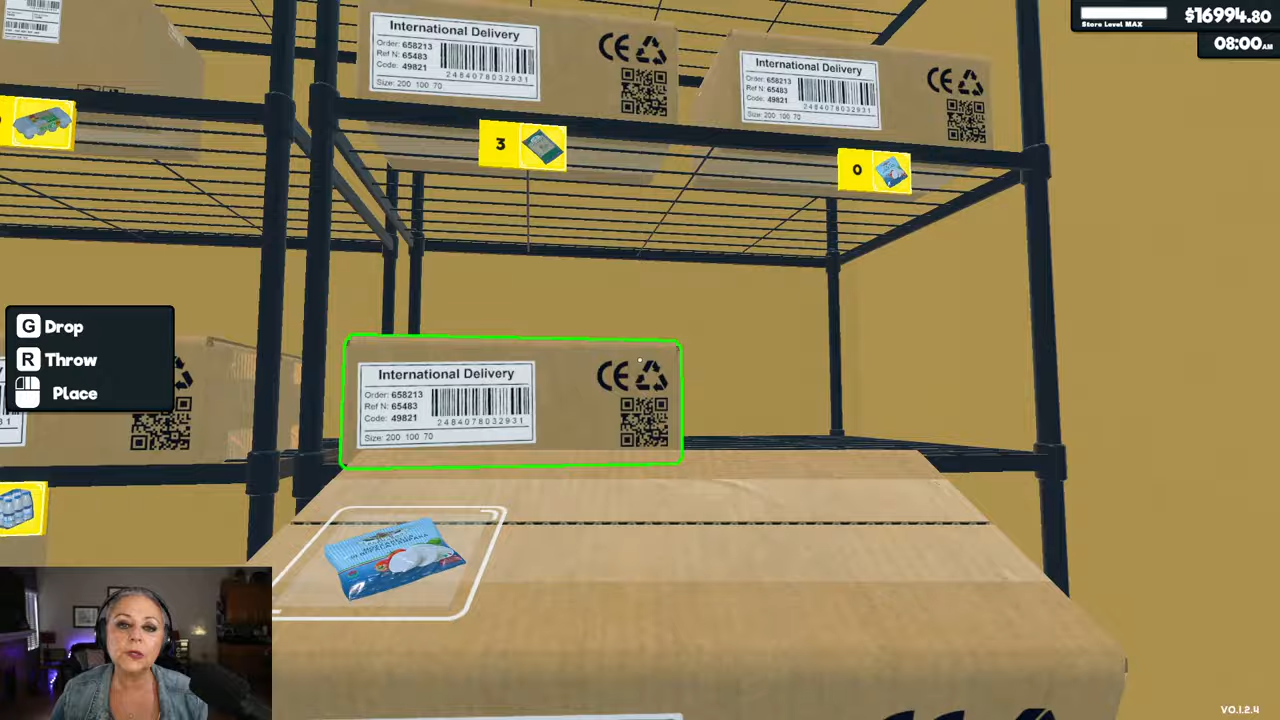 Store Level MAX
$16994.80
08:00AM
International Delivery
Order: 658213
Ref N: 65483
Code: 49821
2484078032931
Size: 200 100 70
CE
International Delivery
Order: 658213
Ref N: 65483
Code: 49821
2484078032931
Size: 200 100 70
CE
3
0
G Drop
R Throw
Place
International Delivery
Order: 658213
Ref N: 65483
Code: 49821
2484078032931
Size: 200 100 70
CE
V0.1.2.4